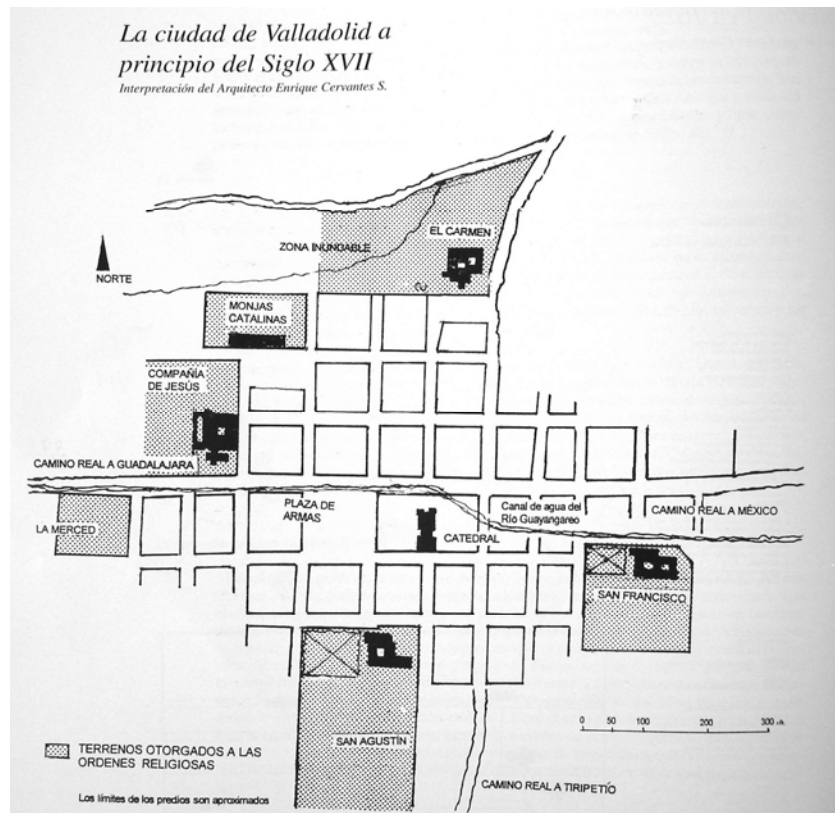 La ciudad de Valladolid a
principio del Siglo XVII
Interpretación del Arquitecto Enrique Cervantes S.
EL CARMEN
ZONA INUNDABLE
NORTE
MONJAS
CATALINAS
COMPAÑÍA
DE JESÚS
CAMINO REAL A GUADALAJARA
PLAZA DE
ARMAS
Canal de agua del
Río Guayangareo
CAMINO REAL A MÉXICO
LA MERCED
CATEDRAL
SAN FRANCISCO
0 50 100 200 300
SAN AGUSTÍN
TERRENOS OTORGADOS A LAS
ORDENES RELIGIOSAS
CAMINO REAL A TIRIPETÍO
Los límites de los predios son aproximados